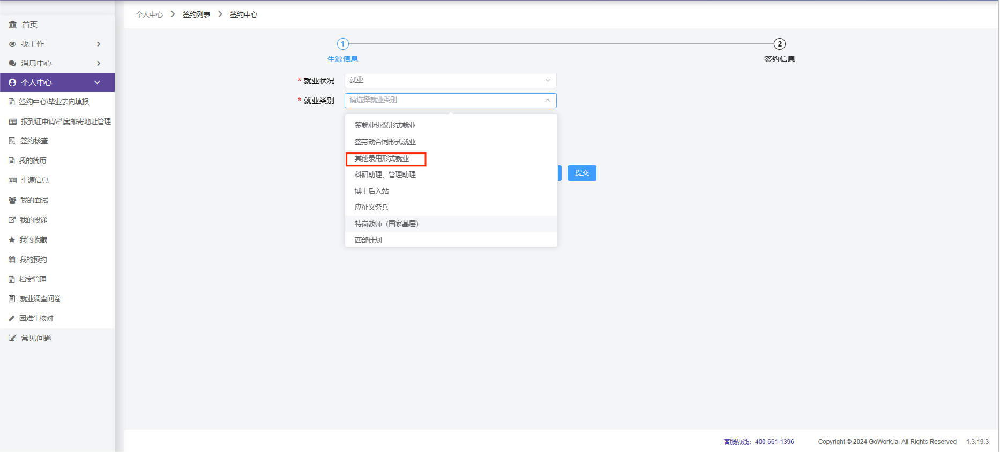 个人中心 签约列表 签约中心
首页
找工作
消息中心
个人中心
签约中心\毕业去向填报
报到证申请\档案邮寄地址管理
签约核查
我的简历
生源信息
我的面试
我的投递
我的收藏
我的预约
档案管理
就业调查问卷
困难生核对
常见问题
1
生源信息
2
签约信息
* 就业状况 就业
* 就业类别 请选择就业类别
签就业协议形式就业
签劳动合同形式就业
其他录用形式就业
科研助理、管理助理
博士后入站
应征义务兵
特岗教师（国家基层）
西部计划
提交
客服热线：400-661-1396 Copyright © 2024 GoWork.la. All Rights Reserved 1.3.19.3